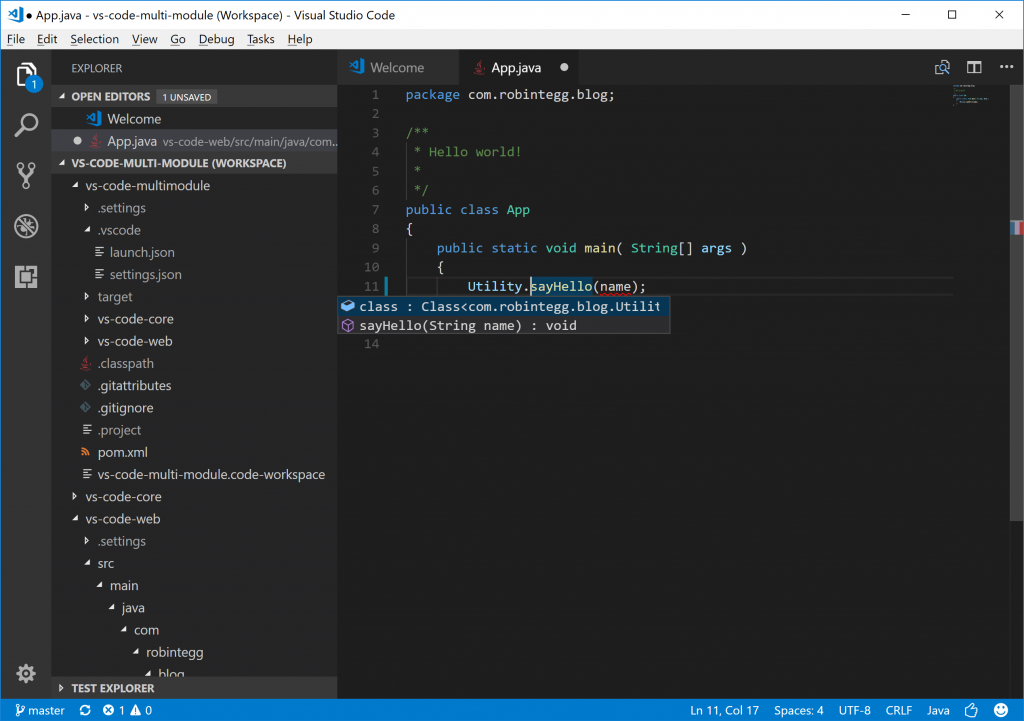 ● App.java - vs-code-multi-module (Workspace) - Visual Studio Code
File Edit Selection View Go Debug Tasks Help
1
EXPLORER
OPEN EDITORS 1 UNSAVED
Welcome
● App.java vs-code-web/src/main/java/com...
VS-CODE-MULTI-MODULE (WORKSPACE)
vs-code-multimodule
.settings
.vscode
launch.json
settings.json
target
vs-code-core
vs-code-web
.classpath
.gitattributes
.gitignore
.project
pom.xml
vs-code-multi-module.code-workspace
vs-code-core
vs-code-web
.settings
src
main
java
com
robintegg
blog
TEST EXPLORER
Welcome App.java ●
1 package com.robintegg.blog;
2
3 /**
4 * Hello world!
5 *
6 */
7 public class App
8 {
9 public static void main( String[] args )
10 {
11 Utility.sayHello(name);
class : Class<com.robintegg.blog.Utilit
sayHello(String name) : void
14
master 1 0 Ln 11, Col 17 Spaces: 4 UTF-8 CRLF Java